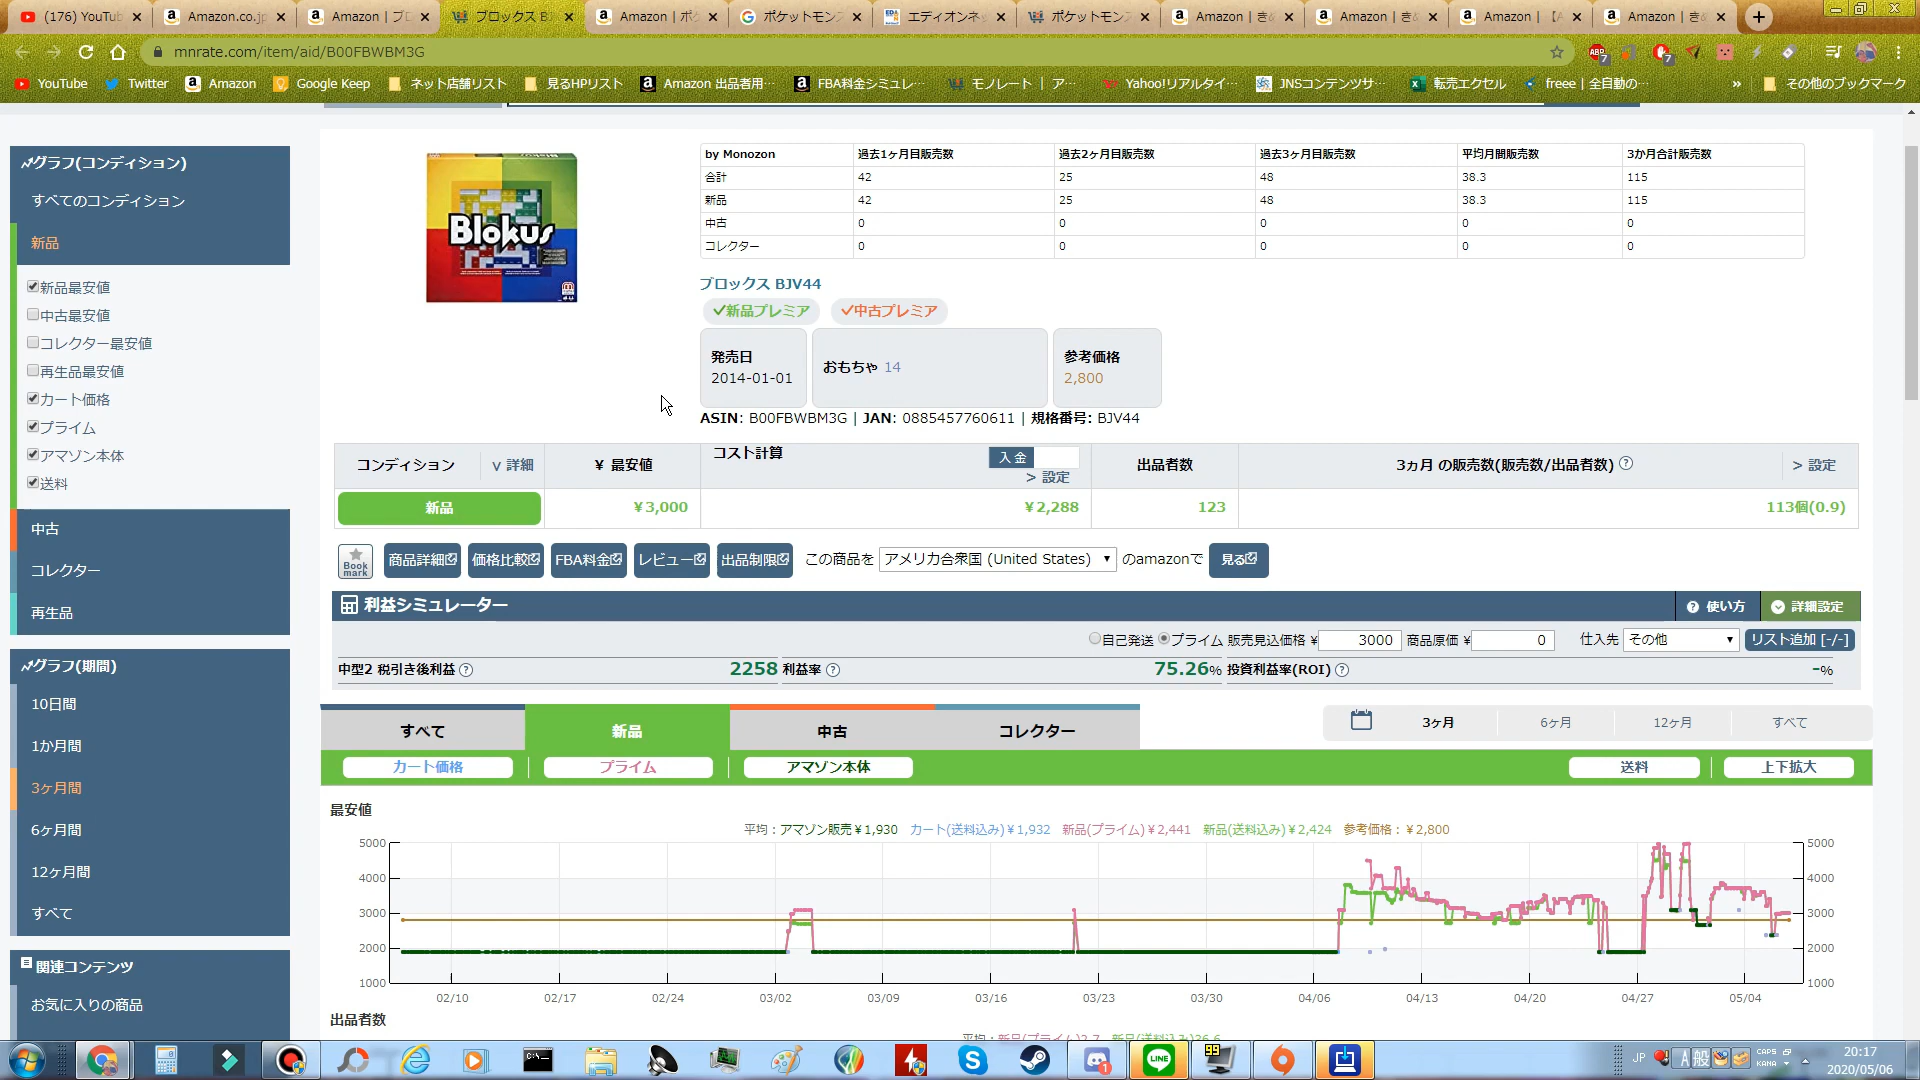 (176) YouTub
Amazon.co.jp
Amazon | ブロ
ブロックス BJ
Amazon | ポケ
ポケットモンス
エディオンネッ
ポケットモンス
Amazon | きめ
Amazon | きめ
Amazon | 【A
Amazon | きめ
mnrate.com/item/aid/B00FBWBM3G
YouTube Twitter Amazon Google Keep ネット店舗リスト 見るHPリスト Amazon 出品者用… FBA料金シミュレ… モノレート | ア… Yahoo!リアルタイ… JNSコンテンツサ… 転売エクセル freee | 全自動の… » その他のブックマーク
グラフ(コンディション)
すべてのコンディション
新品
新品最安値
中古最安値
コレクター最安値
再生品最安値
カート価格
プライム
アマゾン本体
送料
中古
コレクター
再生品
グラフ(期間)
10日間
1か月間
3ヶ月間
6ヶ月間
12ヶ月間
すべて
関連コンテンツ
お気に入りの商品
Blokus
by Monozon 過去1ヶ月目販売数 過去2ヶ月目販売数 過去3ヶ月目販売数 平均月間販売数 3か月合計販売数
合計 42 25 48 38.3 115
新品 42 25 48 38.3 115
中古 0 0 0 0 0
コレクター 0 0 0 0 0
ブロックス BJV44
新品プレミア 中古プレミア
発売日
2014-01-01
おもちゃ 14
参考価格
2,800
ASIN: B00FBWBM3G | JAN: 0885457760611 | 規格番号: BJV44
コンディション ∨ 詳細 ¥ 最安値 コスト計算 入金 > 設定 出品者数 3ヵ月 の販売数(販売数/出品者数) ? > 設定
新品 ¥3,000 ¥2,288 123 113個(0.9)
Book mark 商品詳細 価格比較 FBA料金 レビュー 出品制限 この商品を アメリカ合衆国 (United States) のamazonで 見る
利益シミュレーター ? 使い方 詳細設定
自己発送 プライム 販売見込価格 ¥ 3000 商品原価 ¥ 0 仕入先 その他 リスト追加 [-/-]
中型2 税引き後利益 ? 2258 利益率 ? 75.26% 投資利益率(ROI) ? -%
すべて 新品 中古 コレクター 3ヶ月 6ヶ月 12ヶ月 すべて
カート価格 プライム アマゾン本体 送料 上下拡大
最安値
平均：アマゾン販売¥1,930 カート(送料込み)¥1,932 新品(プライム)¥2,441 新品(送料込み)¥2,424 参考価格：¥2,800
5000 5000
4000 4000
3000 3000
2000 2000
1000 1000
02/10 02/17 02/24 03/02 03/09 03/16 03/23 03/30 04/06 04/13 04/20 04/27 05/04
出品者数
JP A 般 CAPS KANA
20:17
2020/05/06